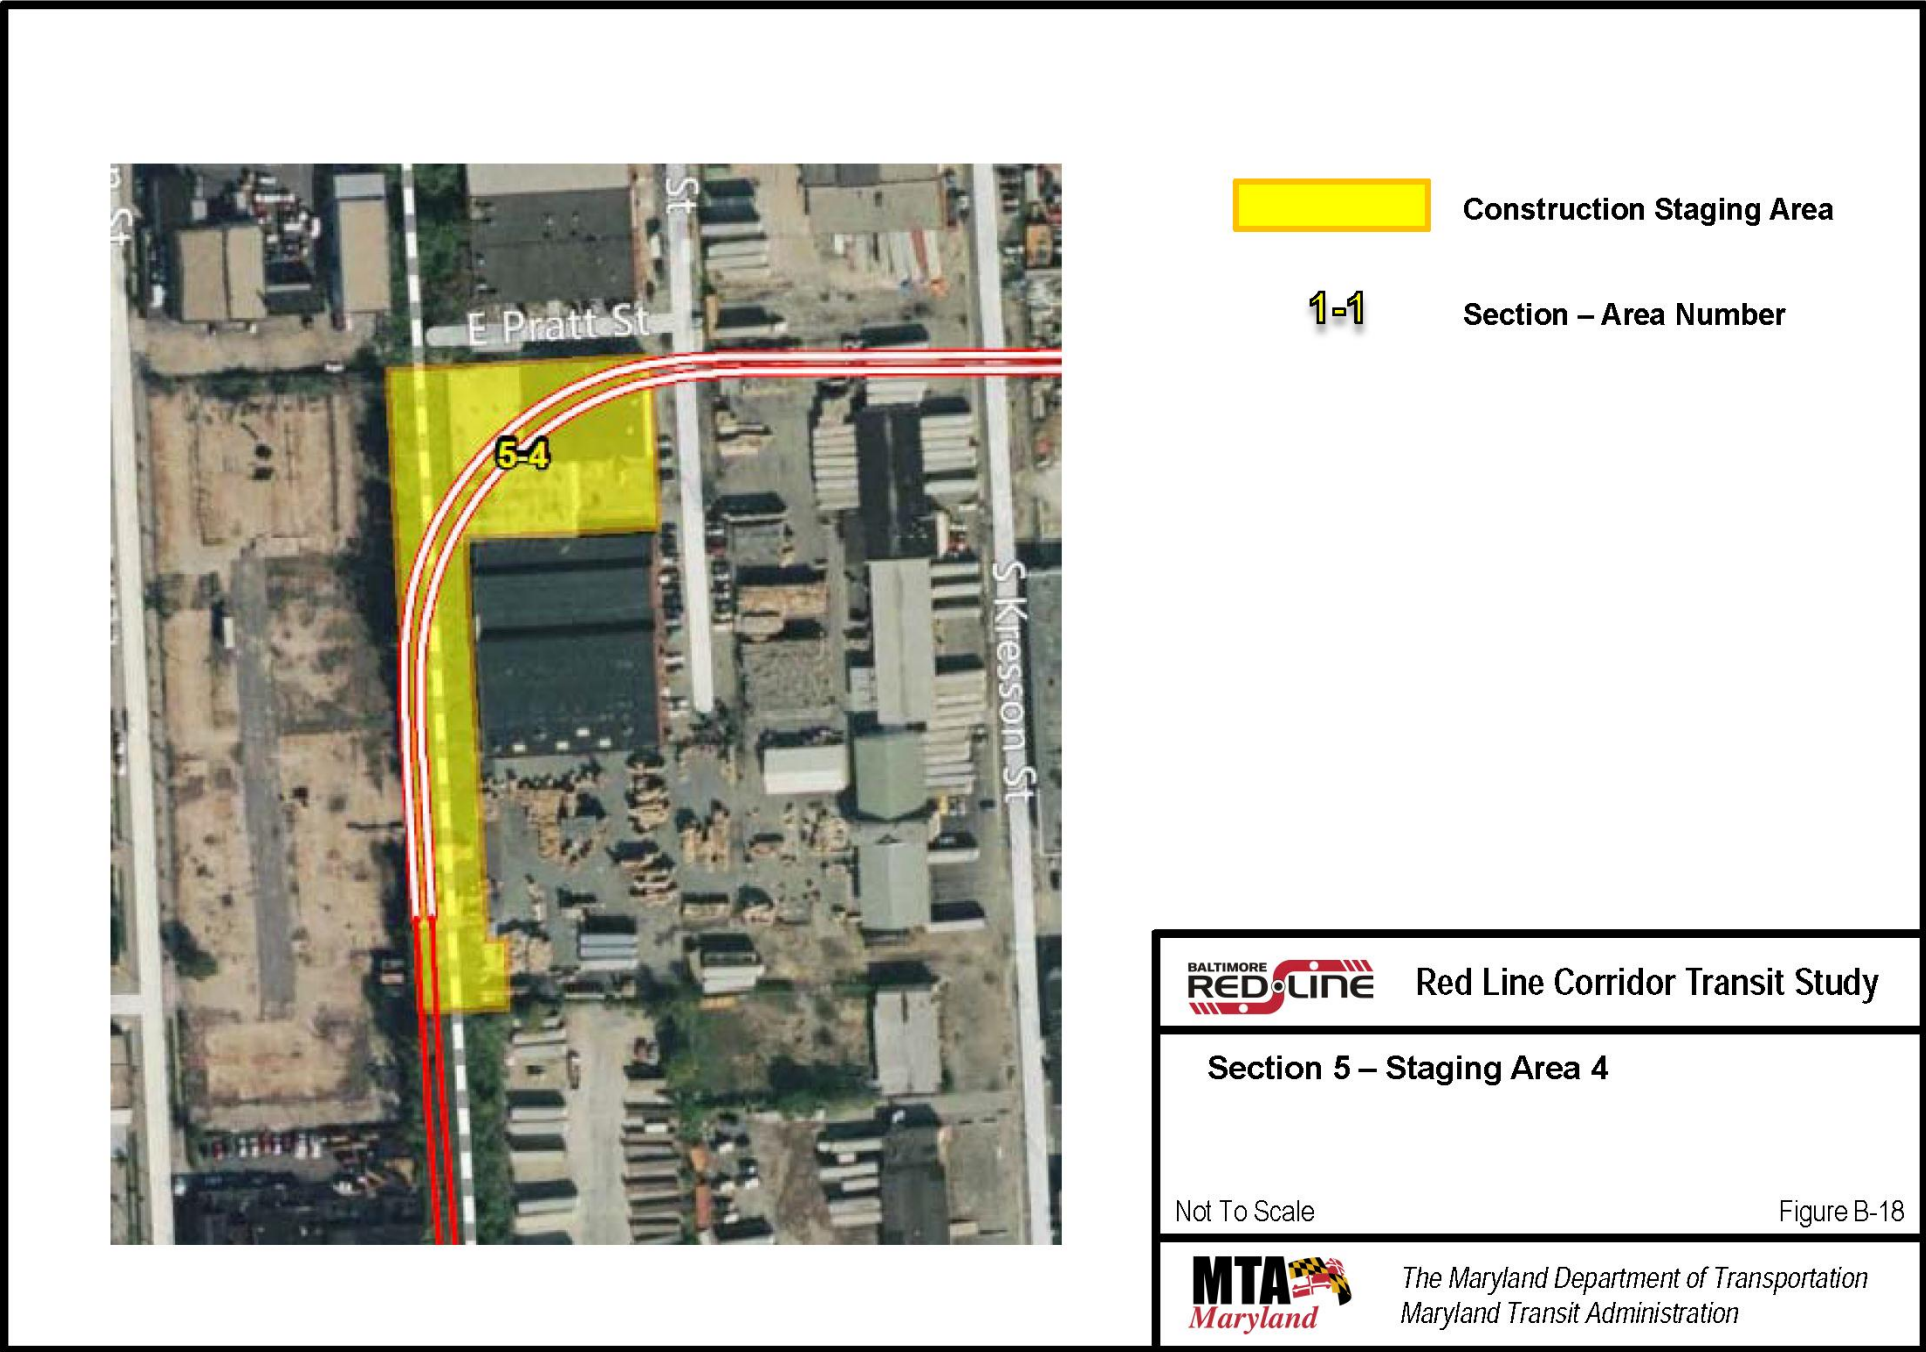 St
E Pratt St
5-4
S Kresson St
St
Construction Staging Area
1-1
Section – Area Number
BALTIMORE
RED LINE
Red Line Corridor Transit Study
Section 5 – Staging Area 4
Not To Scale
Figure B-18
MTA
Maryland
The Maryland Department of Transportation
Maryland Transit Administration